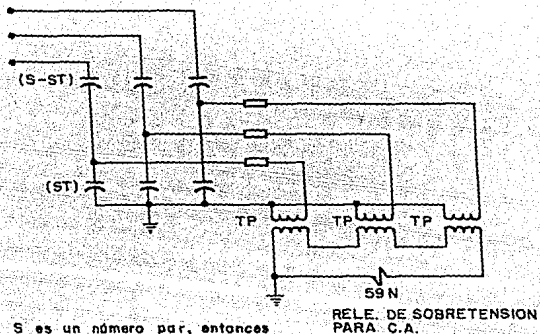 (S-ST)
(ST)
TP
TP
TP
59N
RELE. DE SOBRETENSION
PARA C.A.
S es un número par, entonces